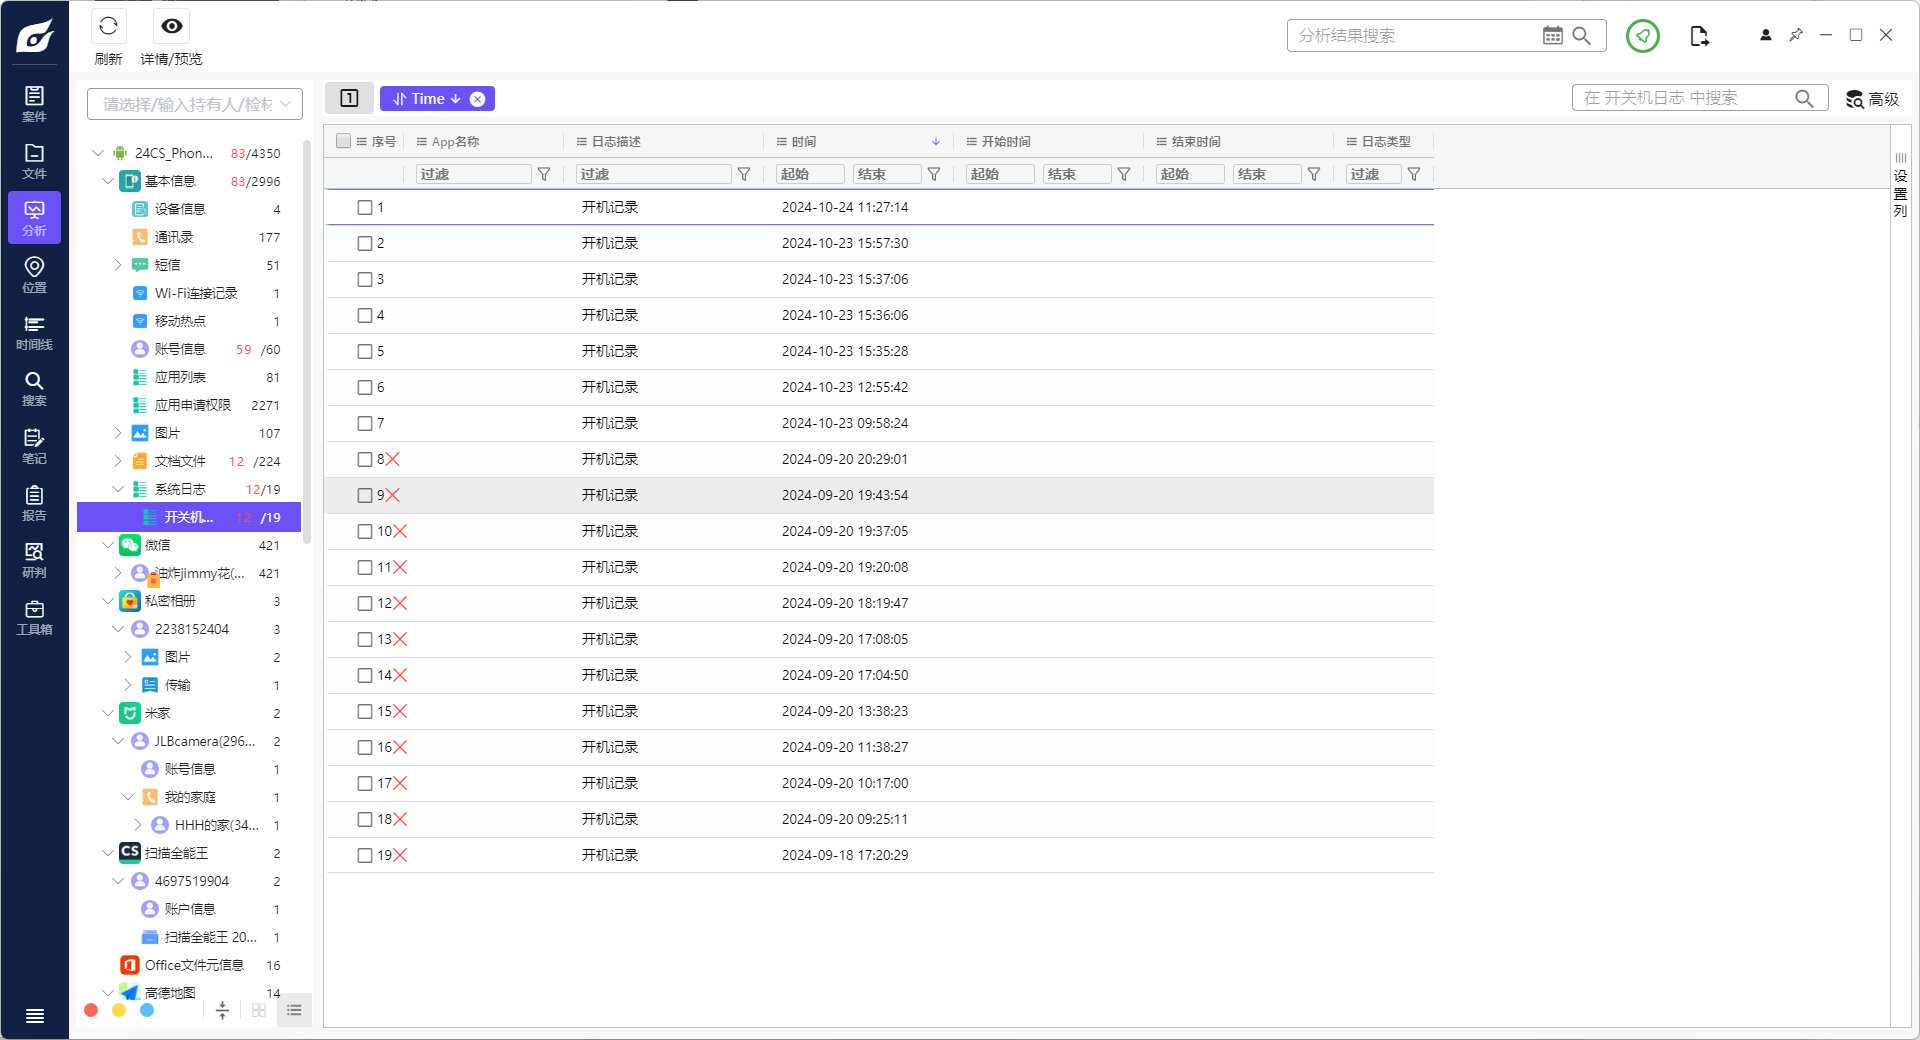 刷新
详情/预览
分析结果搜索
案件
文件
分析
位置
时间线
搜索
笔记
报告
研判
工具箱
请选择/输入持有人/检材
24CS_Phon... 83/4350
基本信息 83/2996
设备信息 4
通讯录 177
短信 51
Wi-Fi连接记录 1
移动热点 1
账号信息 59 /60
应用列表 81
应用申请权限 2271
图片 107
文档文件 12 /224
系统日志 12/19
开关机... 12 /19
微信 421
油炸jimmy花(... 421
私密相册 3
2238152404 3
图片 2
传输 1
米家 2
JLBcamera(296... 2
账号信息 1
我的家庭 1
HHH的家(34... 1
CS 扫描全能王 2
4697519904 2
账户信息 1
扫描全能王 20... 1
Office文件元信息 16
高德地图 14
1 Time
在 开关机日志 中搜索
高级
序号 App名称 日志描述 时间 开始时间 结束时间 日志类型
过滤 过滤 起始 结束 起始 结束 起始 结束 过滤
1 开机记录 2024-10-24 11:27:14
2 开机记录 2024-10-23 15:57:30
3 开机记录 2024-10-23 15:37:06
4 开机记录 2024-10-23 15:36:06
5 开机记录 2024-10-23 15:35:28
6 开机记录 2024-10-23 12:55:42
7 开机记录 2024-10-23 09:58:24
8 开机记录 2024-09-20 20:29:01
9 开机记录 2024-09-20 19:43:54
10 开机记录 2024-09-20 19:37:05
11 开机记录 2024-09-20 19:20:08
12 开机记录 2024-09-20 18:19:47
13 开机记录 2024-09-20 17:08:05
14 开机记录 2024-09-20 17:04:50
15 开机记录 2024-09-20 13:38:23
16 开机记录 2024-09-20 11:38:27
17 开机记录 2024-09-20 10:17:00
18 开机记录 2024-09-20 09:25:11
19 开机记录 2024-09-18 17:20:29
设置列